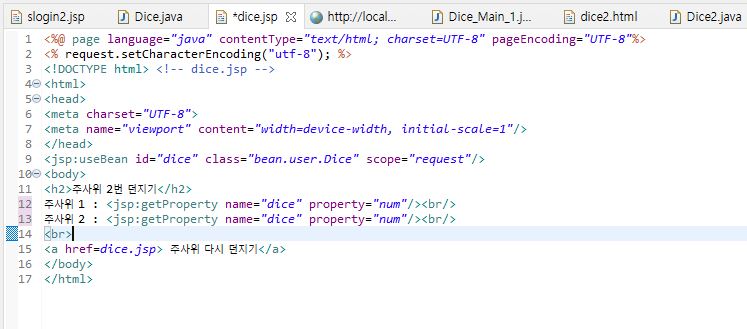 slogin2.jsp Dice.java *dice.jsp http://local... Dice_Main_1.j... dice2.html Dice2.java
1 <%@ page language="java" contentType="text/html; charset=UTF-8" pageEncoding="UTF-8"%>
2 <% request.setCharacterEncoding("utf-8"); %>
3 <!DOCTYPE html> <!-- dice.jsp -->
4 <html>
5 <head>
6 <meta charset="UTF-8">
7 <meta name="viewport" content="width=device-width, initial-scale=1"/>
8 </head>
9 <jsp:useBean id="dice" class="bean.user.Dice" scope="request"/>
10 <body>
11 <h2>주사위 2번 던지기</h2>
12 주사위 1 : <jsp:getProperty name="dice" property="num"/><br/>
13 주사위 2 : <jsp:getProperty name="dice" property="num"/><br/>
14 <br>
15 <a href=dice.jsp> 주사위 다시 던지기</a>
16 </body>
17 </html>